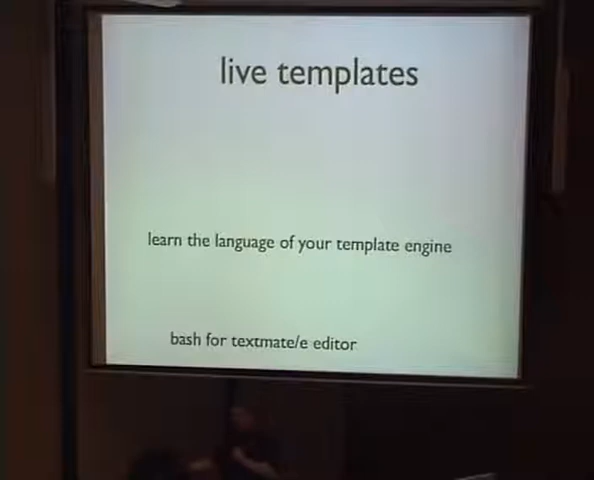 live templates
learn the language of your template engine
bash for textmate/e editor